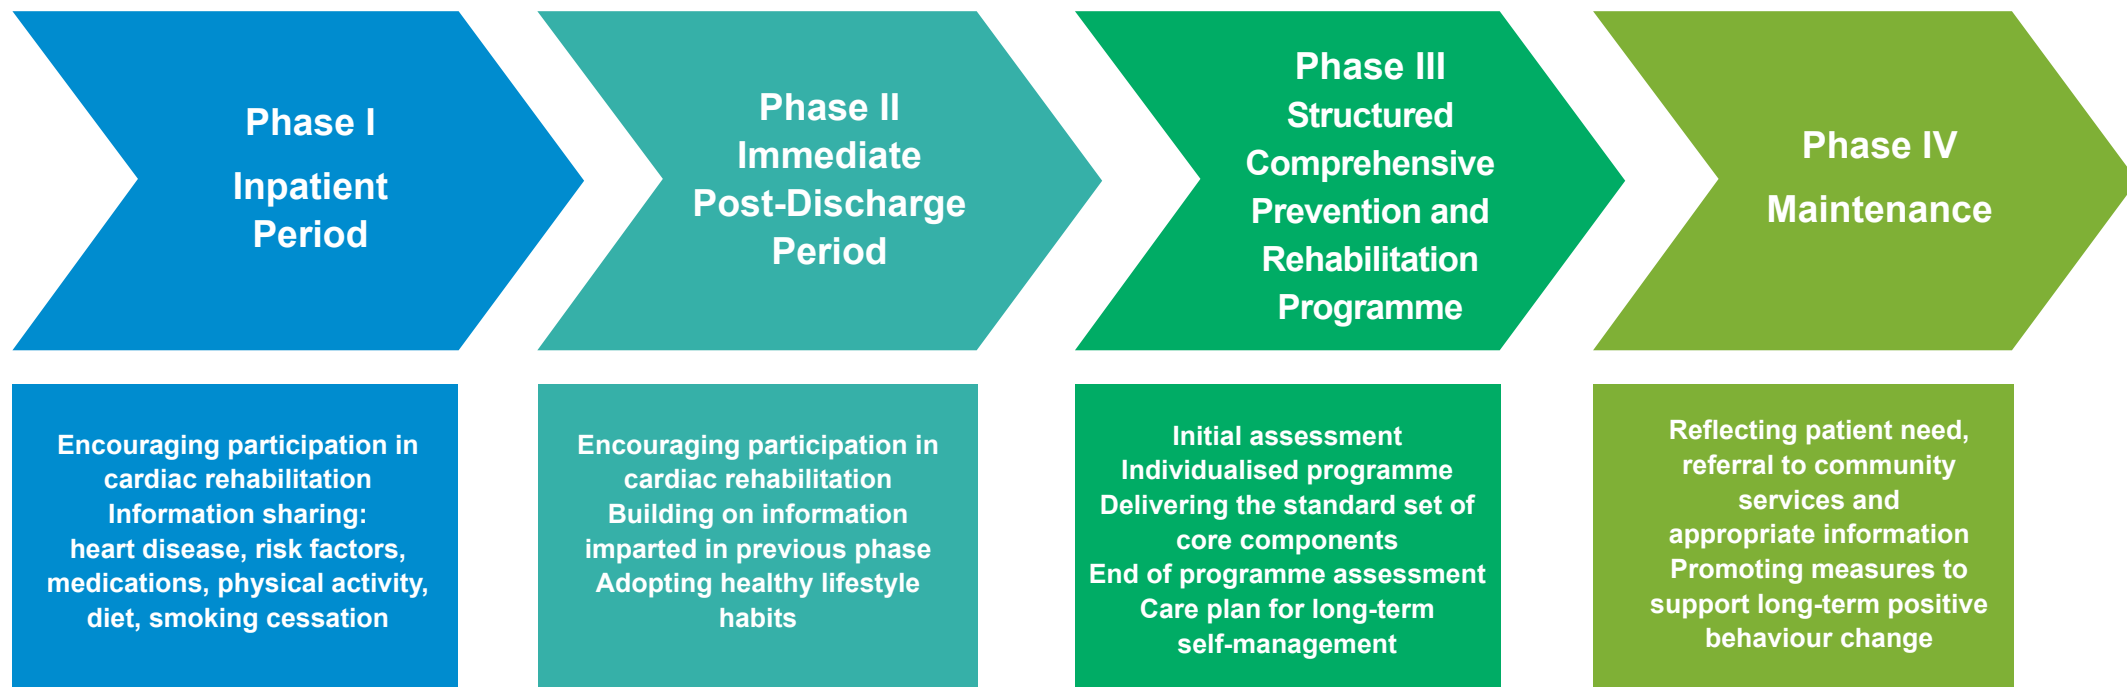 Phase I
Inpatient
Period
Phase II
Immediate
Post-Discharge
Period
Phase III
Structured
Comprehensive
Prevention and
Rehabilitation
Programme
Phase IV
Maintenance
Encouraging participation in
cardiac rehabilitation
Information sharing:
heart disease, risk factors,
medications, physical activity,
diet, smoking cessation
Encouraging participation in
cardiac rehabilitation
Building on information
imparted in previous phase
Adopting healthy lifestyle
habits
Initial assessment
Individualised programme
Delivering the standard set of
core components
End of programme assessment
Care plan for long-term
self-management
Reflecting patient need,
referral to community
services and
appropriate information
Promoting measures to
support long-term positive
behaviour change